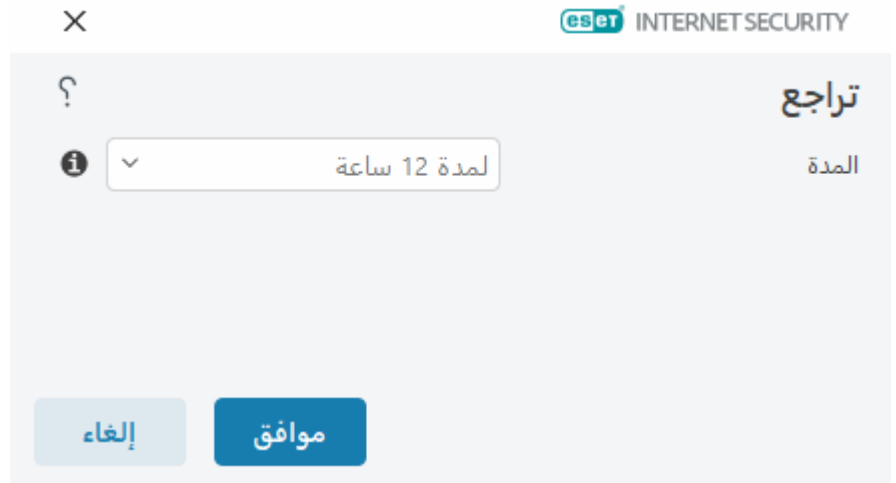 eset INTERNET SECURITY
تراجع
؟
المدة
لمدة 12 ساعة
موافق
إلغاء